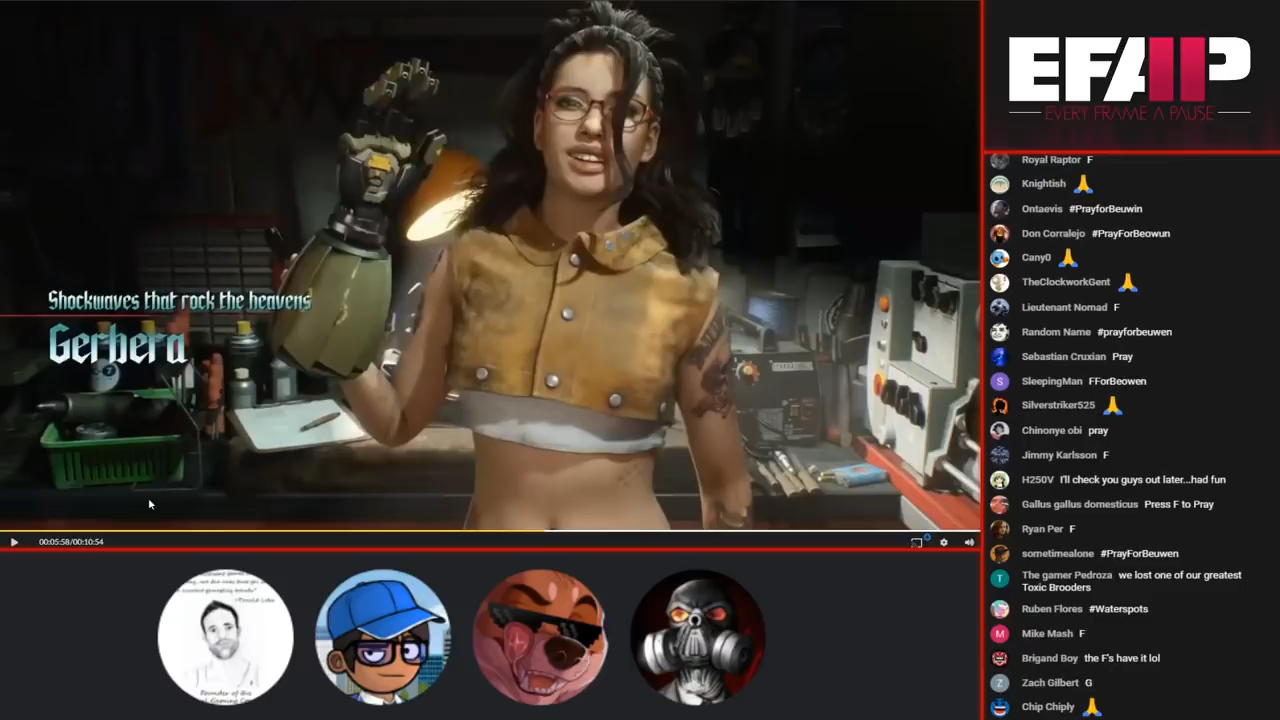 EFAP
EVERY FRAME A PAUSE
Shockwaves that rock the heavens
Gerbera
00:05:58/00:10:54
Royal Raptor F
Knightish 🙏
Ontaevis #PrayforBeuwin
Don Corralejo #PrayForBeowun
Cany0 🙏
TheClockworkGent 🙏
Lieutenant Nomad F
Random Name #prayforbeuwen
Sebastian Cruxian Pray
S SleepingMan FForBeowen
Silverstriker525 🙏
Chinonye obi pray
Jimmy Karlsson F
H250V I'll check you guys out later...had fun
Gallus gallus domesticus Press F to Pray
Ryan Per F
sometimealone #PrayForBeuwen
T The gamer Pedroza we lost one of our greatest
Toxic Brooders
Ruben Flores #Waterspots
M Mike Mash F
Brigand Boy the F's have it lol
Z Zach Gilbert G
Chip Chiply 🙏